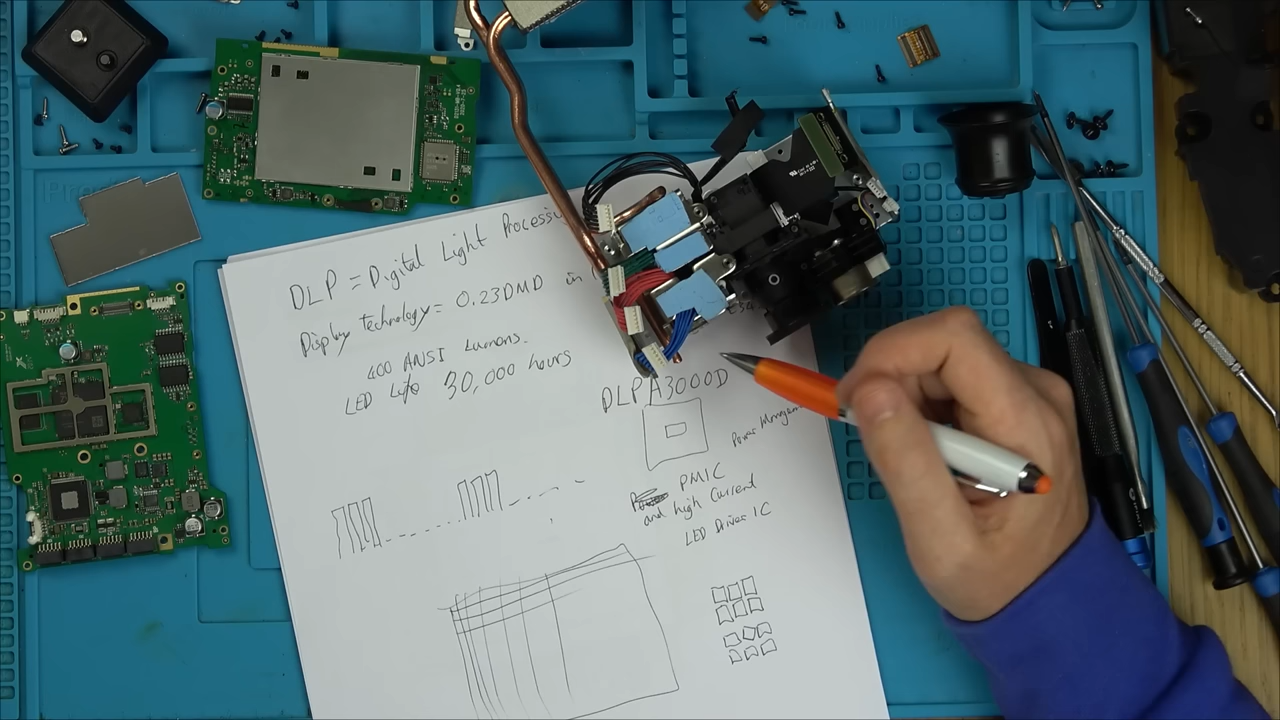 DLP = Digital Light Processi
Display technology = 0.23DMD in
400 ANSI Lumens.
LED Life 30,000 hours
DLPA3000D
Power Managem
PMIC
and high Current
LED Driver IC